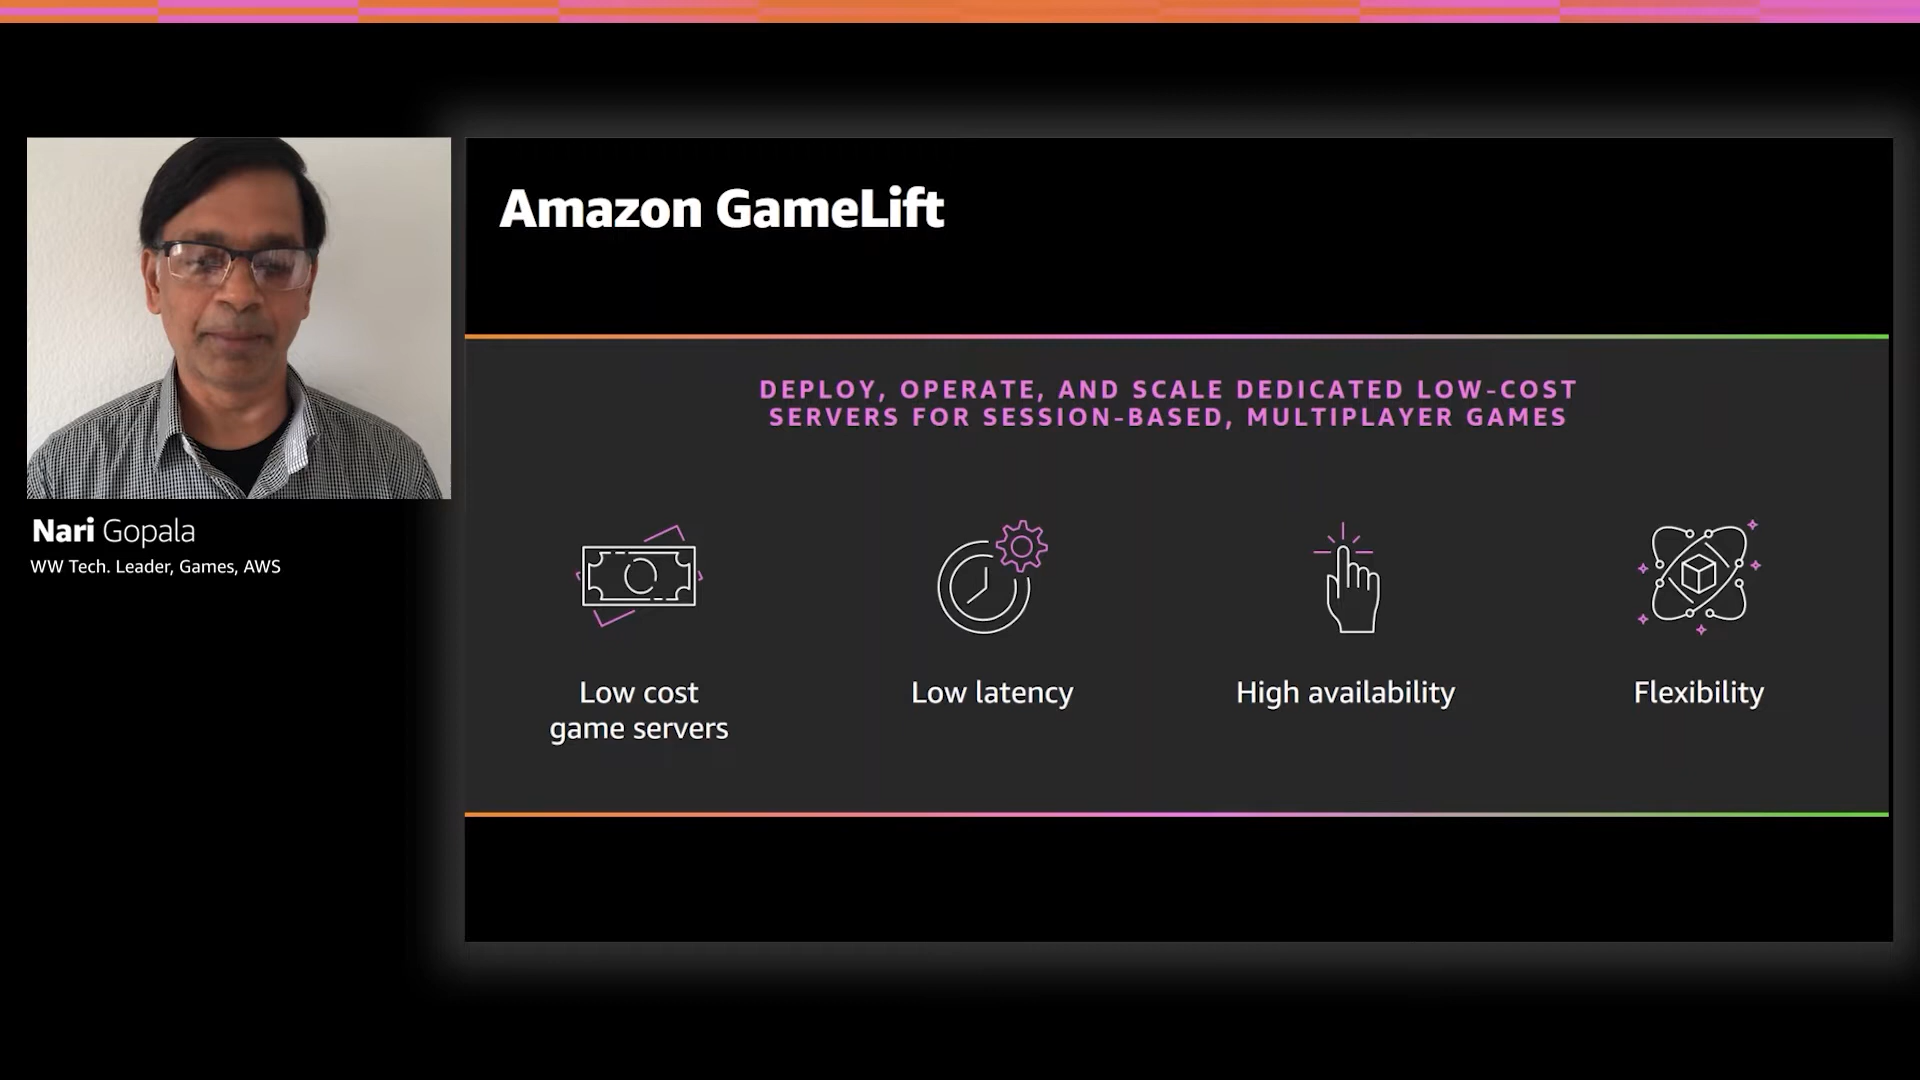 Amazon GameLift
DEPLOY, OPERATE, AND SCALE DEDICATED LOW-COST
SERVERS FOR SESSION-BASED, MULTIPLAYER GAMES
Low cost
game servers
Low latency
High availability
Flexibility
Nari Gopala
WW Tech. Leader, Games, AWS